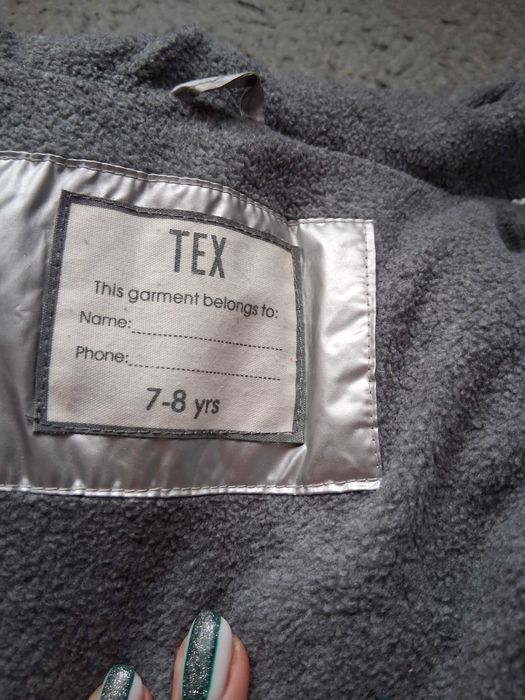 TEX
This garment belongs to:
Name:
Phone:
7-8 yrs